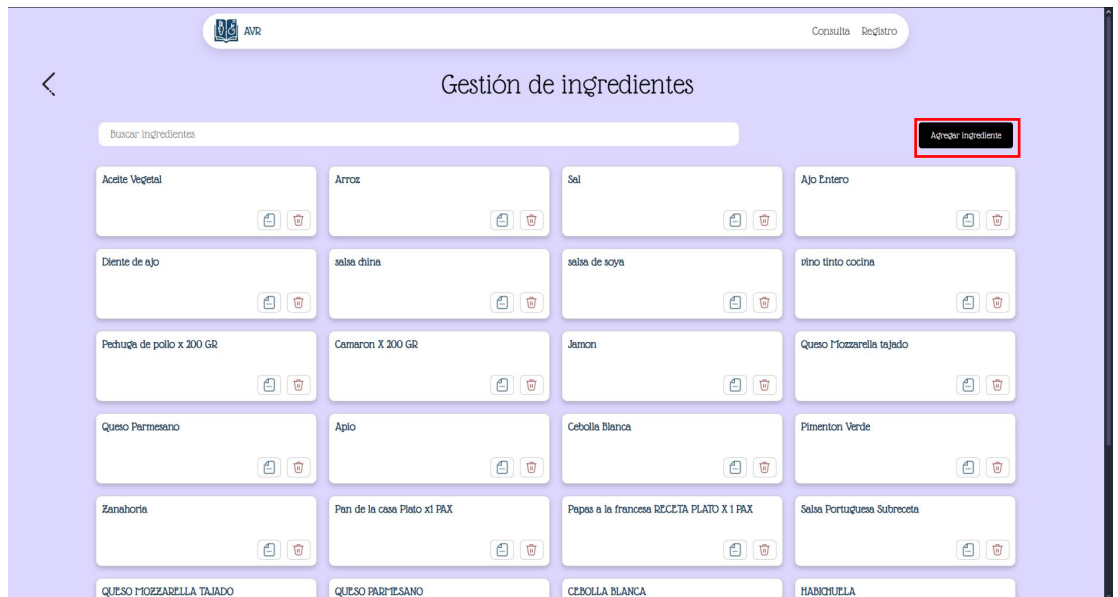 AVR
Consulta Registro
Gestión de ingredientes
Buscar ingredientes
Agregar ingrediente
Aceite Vegetal
Arroz
Sal
Ajo Entero
Diente de ajo
salsa china
salsa de soya
vino tinto cocina
Pechuga de pollo x 200 GR
Camaron X 200 GR
Jamon
Queso Mozzarella tajado
Queso Parmesano
Apio
Cebolla Blanca
Pimenton Verde
Zanahoria
Pan de la casa Plato x1 PAX
Papas a la francesa RECETA PLATO X 1 PAX
Salsa Portuguesa Subreceta
QUESO MOZZARELLA TAJADO
QUESO PARMESANO
CEBOLLA BLANCA
HABICHUELA